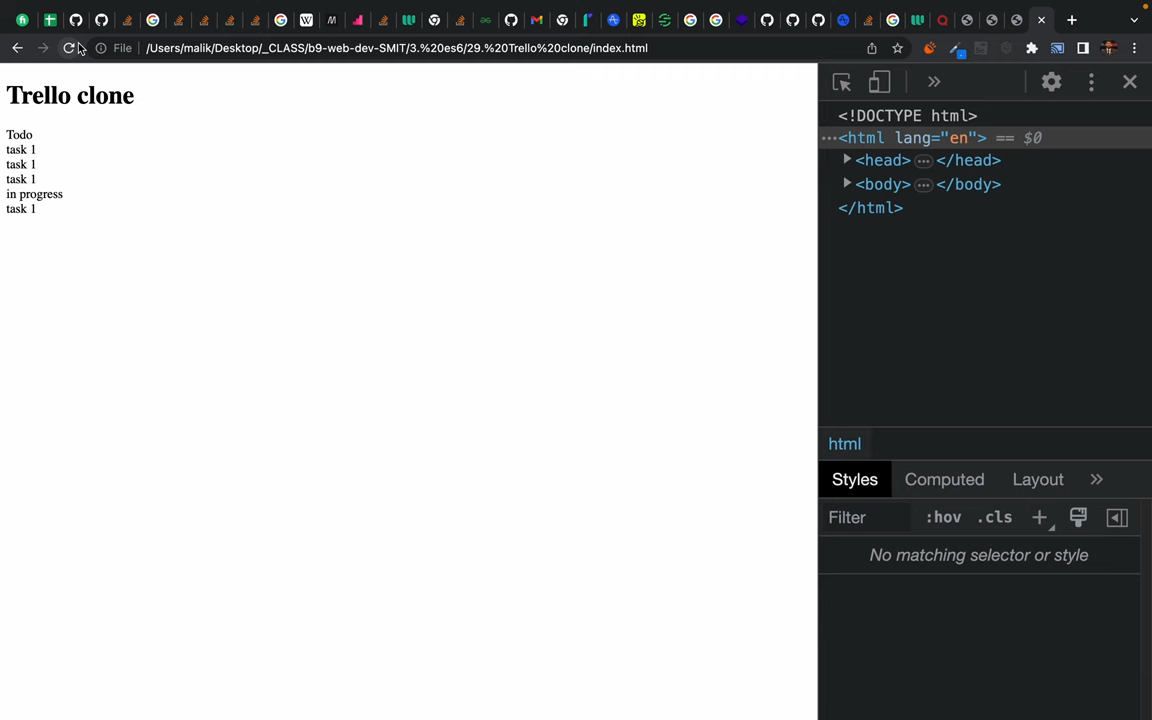 File /Users/malik/Desktop/_CLASS/b9-web-dev-SMIT/3.%20es6/29.%20Trello%20clone/index.html
Trello clone
Todo
task 1
task 1
task 1
in progress
task 1
<!DOCTYPE html>
<html lang="en"> == $0
<head> </head>
<body> </body>
</html>
html
Styles Computed Layout
Filter :hov .cls
No matching selector or style